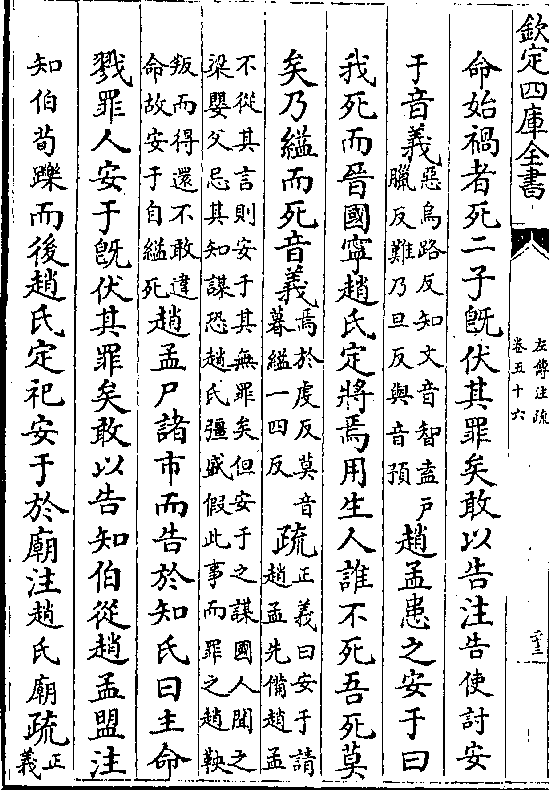 欽定四庫全書
左傳注疏
卷五十六
命始禍者死二子旣伏其罪矣敢以告注告使討安
于音義惡烏路反知文音智盍户
臘反難乃旦反與音預趙孟患之安于曰
我死而晉國寧趙氏定將焉用生人誰不死吾死莫
矣乃縊而死音義焉於虔反莫音
暮縊一四反疏正義曰安于請
趙孟先備趙孟
不從其言則安于其無罪矣但安于之謀國人聞之
梁嬰父忌其知謀恐趙氏彊盛假此事而罪之趙鞅
叛而得還不敢違
命故安于自縊死趙孟尸諸市而告於知氏曰主命
戮罪人安于旣伏其罪矣敢以告知伯從趙孟盟注
知伯荀躒而後趙氏定祀安于於廟注趙氏廟疏正
義